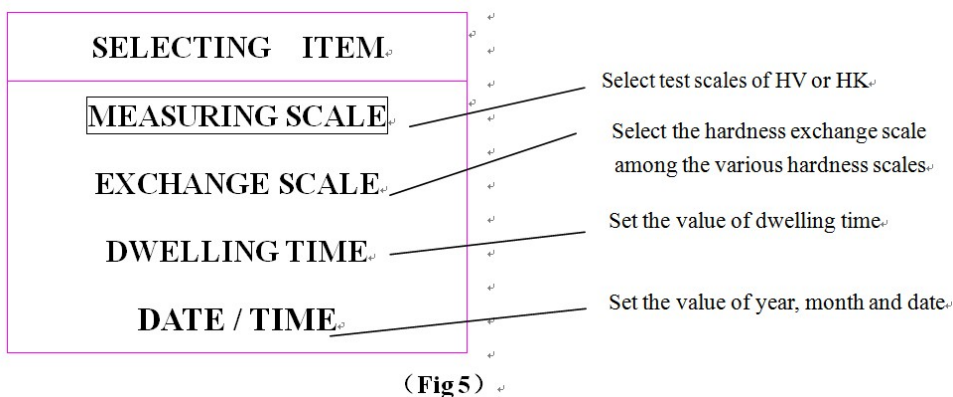 SELECTING ITEM
MEASURING SCALE
Select test scales of HV or HK
EXCHANGE SCALE
Select the hardness exchange scale
among the various hardness scales
DWELLING TIME
Set the value of dwelling time
DATE / TIME
Set the value of year, month and date
（Fig 5）